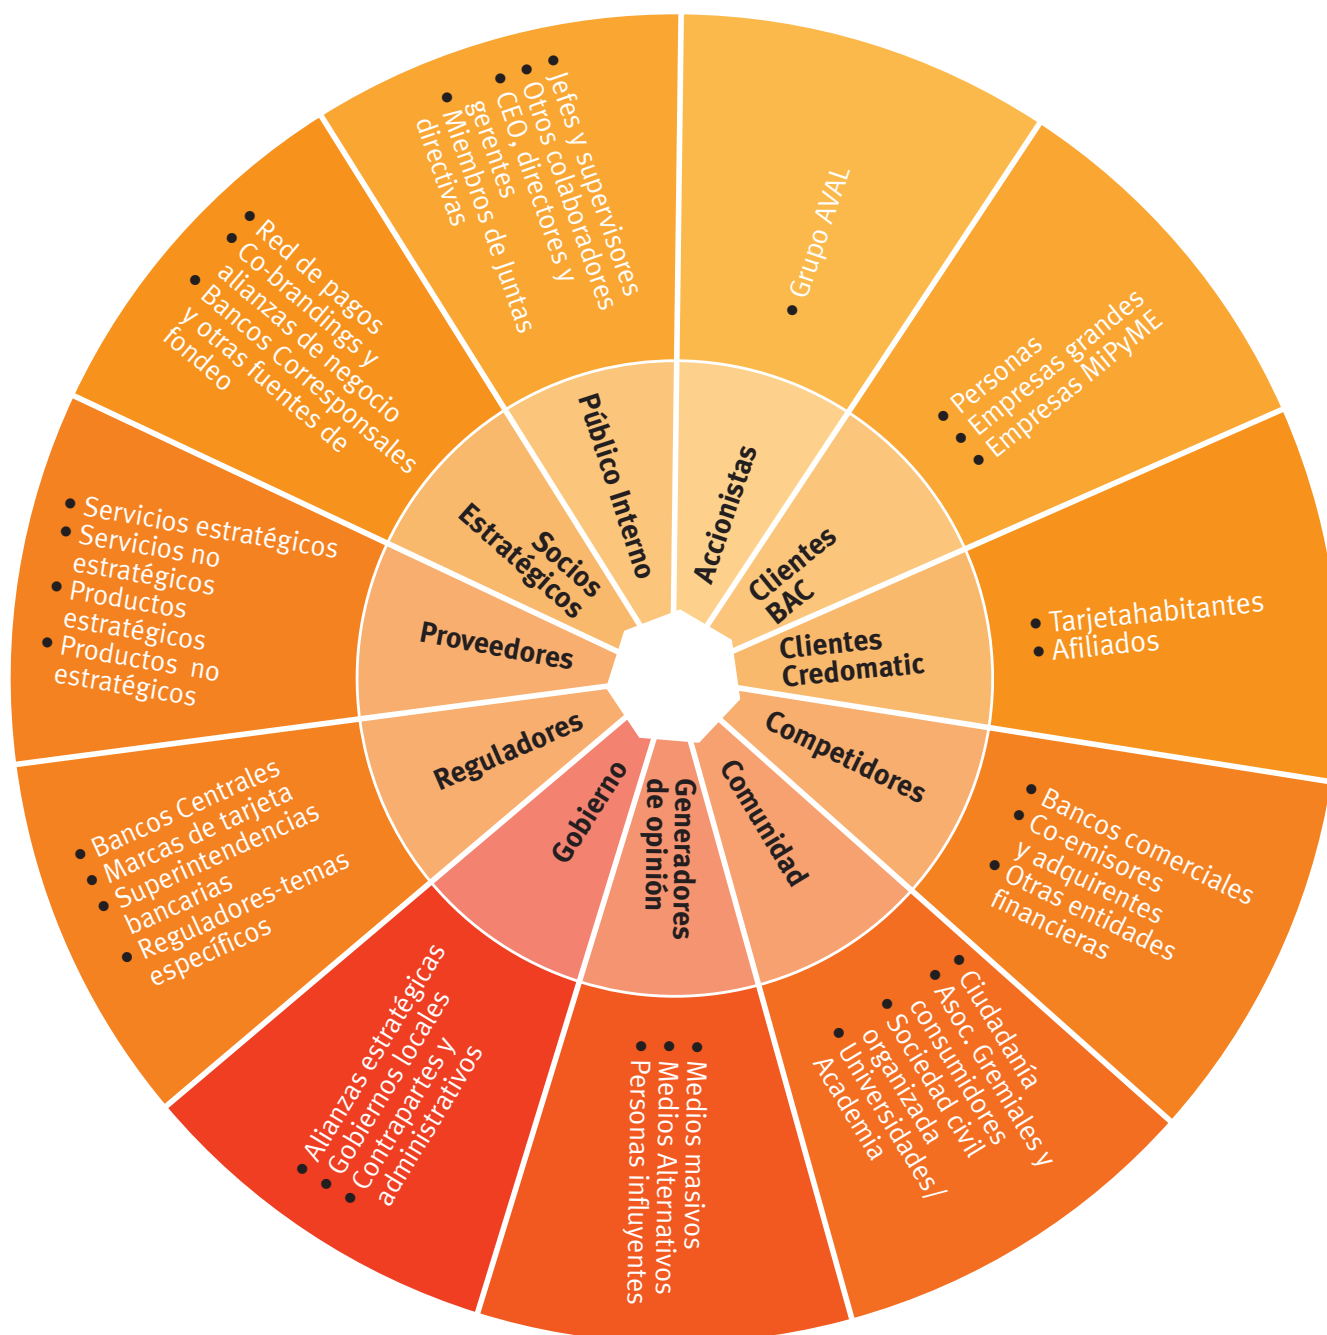 Accionistas
• Grupo AVAL
Clientes
BAC
• Personas
• Empresas grandes
• Empresas MiPyME
Clientes
Credomatic
• Tarjetahabitantes
• Afiliados
Competidores
• Bancos comerciales
• Co-emisores
y adquirentes
• Otras entidades
financieras
Comunidad
• Ciudadanía
• Asoc. Gremiales y
consumidores
• Sociedad civil
organizada
• Universidades/
Academia
Generadores
de opinión
• Medios masivos
• Medios Alternativos
• Personas influyentes
Gobierno
• Alianzas estratégicas
• Gobiernos locales
• Contrapartes y
administrativos
Reguladores
• Bancos Centrales
• Marcas de tarjeta
• Superintendencias
bancarias
• Reguladores-temas
específicos
Proveedores
• Servicios estratégicos
• Servicios no
estratégicos
• Productos
estratégicos
• Productos no
estratégicos
Socios
Estratégicos
• Red de pagos
• Co-brandings y
alianzas de negocio
• Bancos Corresponsales
y otras fuentes de
fondeo
Público Interno
• Jefes y supervisores
• Otros colaboradores
• CEO, directores y
gerentes
• Miembros de Juntas
directivas